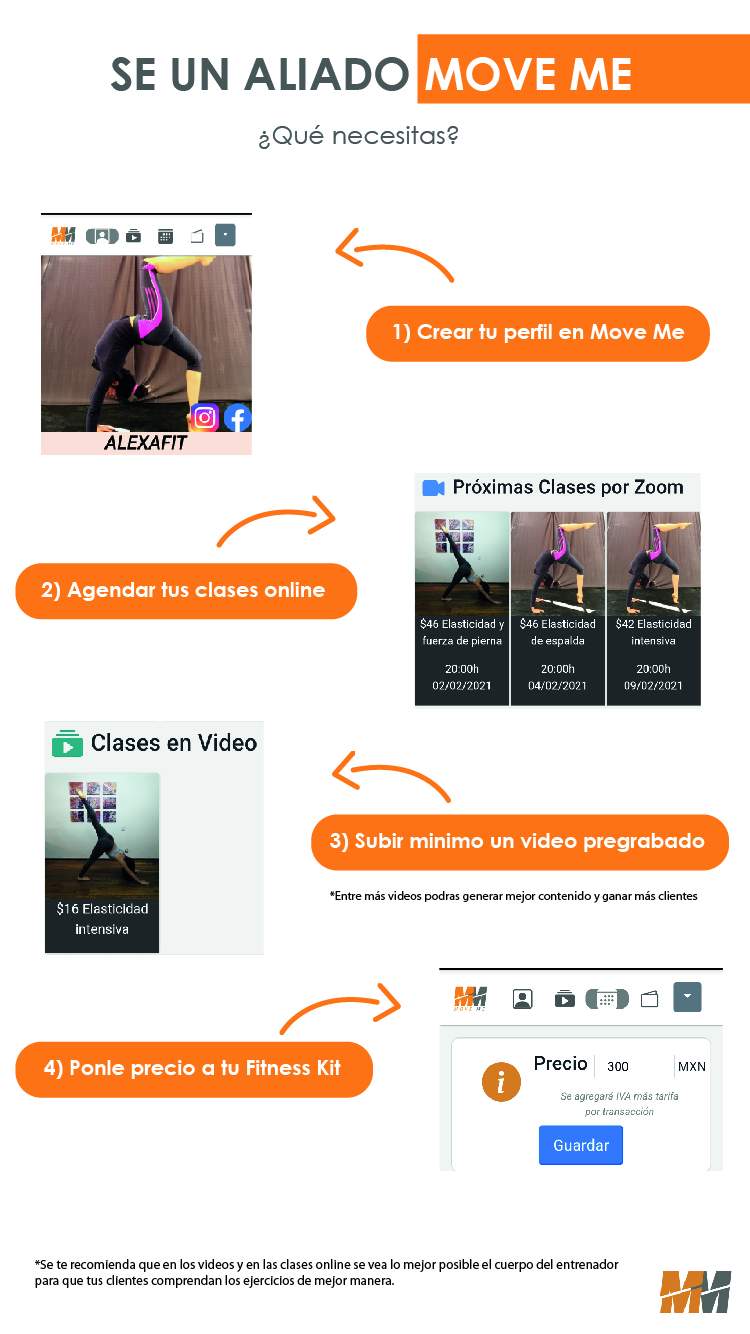 SE UN ALIADO MOVE ME
¿Qué necesitas?
1) Crear tu perfil en Move Me
ALEXAFIT
Próximas Clases por Zoom
$46 Elasticidad y
fuerza de pierna
20:00h
02/02/2021
$46 Elasticidad
de espalda
20:00h
04/02/2021
$42 Elasticidad
intensiva
20:00h
09/02/2021
2) Agendar tus clases online
Clases en Video
$16 Elasticidad
intensiva
3) Subir minimo un video pregrabado
*Entre más videos podras generar mejor contenido y ganar más clientes
MOVE ME
4) Ponle precio a tu Fitness Kit
Precio 300 MXN
Se agregará IVA más tarifa
por transacción
Guardar
*Se te recomienda que en los videos y en las clases online se vea lo mejor posible el cuerpo del entrenador
para que tus clientes comprendan los ejercicios de mejor manera.
MM